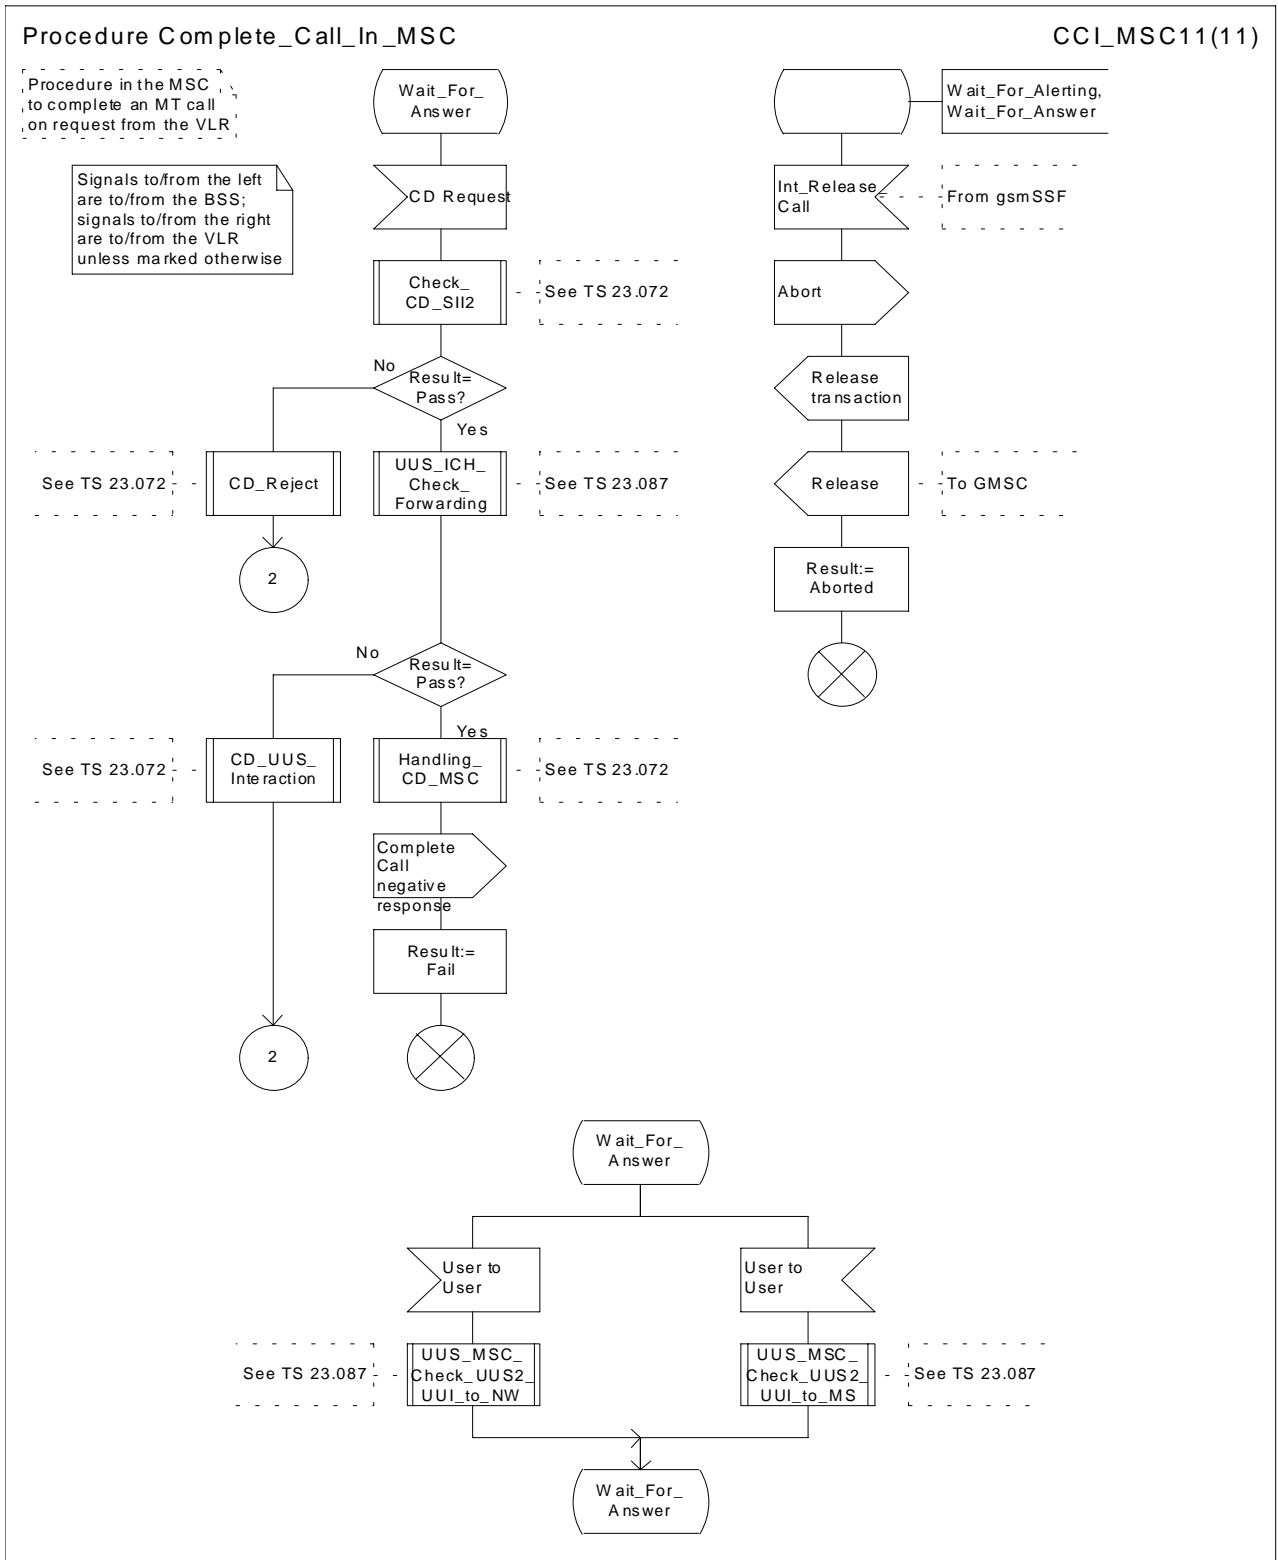 Procedure Complete_Call_In_MSC
CCI_MSC11(11)
Procedure in the MSC
to complete an MT call
on request from the VLR
Signals to/from the left
are to/from the BSS;
signals to/from the right
are to/from the VLR
unless marked otherwise
Wait_For_
Answer
CD Request
Check_
CD_SII2
See TS 23.072
Result=
Pass?
No
Yes
See TS 23.072
CD_Reject
UUS_ICH_
Check_
Forwarding
See TS 23.087
2
Result=
Pass?
No
Yes
See TS 23.072
CD_UUS_
Interaction
Handling_
CD_MSC
See TS 23.072
Complete
Call
negative
response
Result:=
Fail
2
Wait_For_Alerting,
Wait_For_Answer
Int_Release_
Call
From gsmSSF
Abort
Release
transaction
Release
To GMSC
Result:=
Aborted
Wait_For_
Answer
User to
User
User to
User
See TS 23.087
UUS_MSC_
Check_UUS2_
UUI_to_NW
UUS_MSC_
Check_UUS2_
UUI_to_MS
See TS 23.087
Wait_For_
Answer